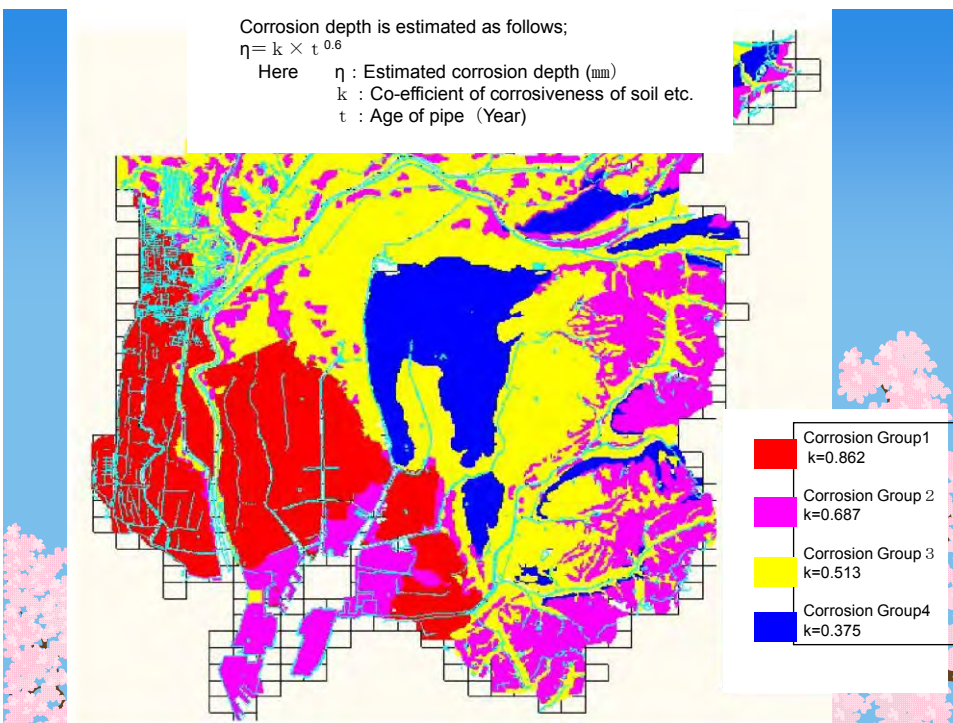 Corrosion depth is estimated as follows;
η= k × t 0.6
Here η : Estimated corrosion depth (㎜)
k : Co-efficient of corrosiveness of soil etc.
t : Age of pipe (Year)
Corrosion Group1
k=0.862
Corrosion Group 2
k=0.687
Corrosion Group 3
k=0.513
Corrosion Group4
k=0.375